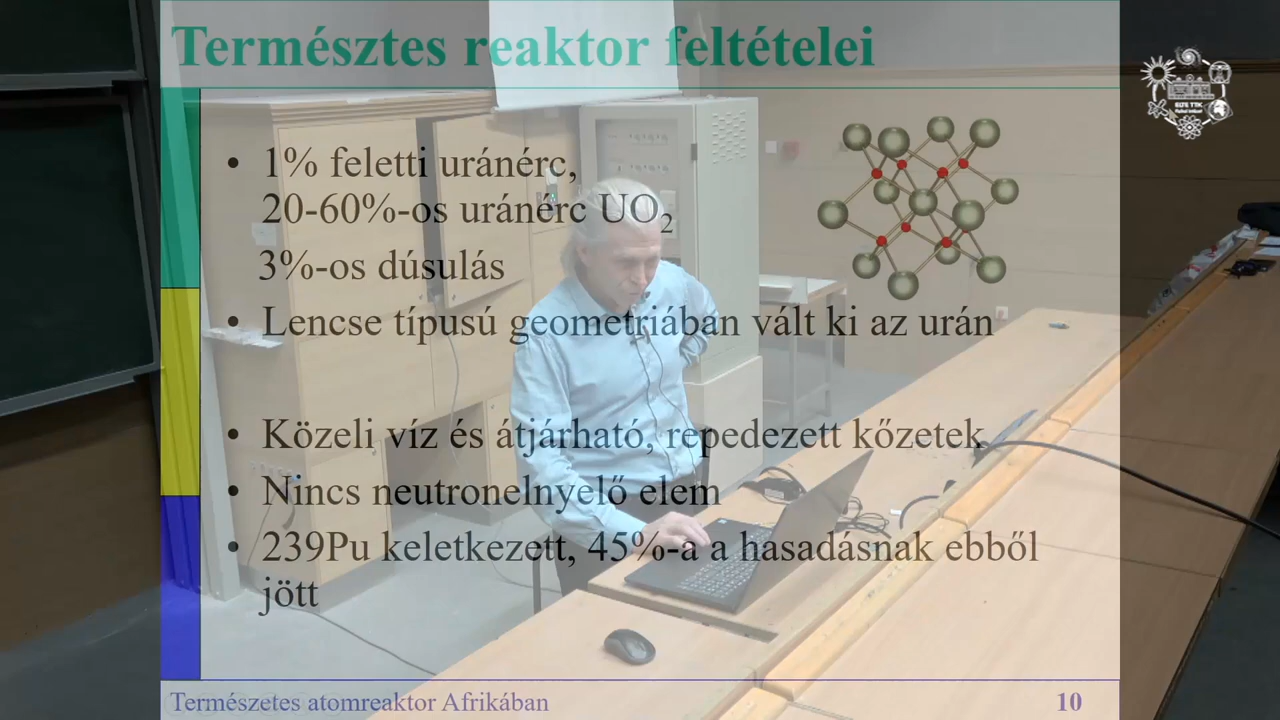 Természtes reaktor feltételei
• 1% feletti uránérc,
20-60%-os uránérc UO₂
3%-os dúsulás
• Lencse típusú geometriában vált ki az urán
• Közeli víz és átjárható, repedezett kőzetek
• Nincs neutronelnyelő elem
• 239Pu keletkezett, 45%-a a hasadásnak ebből
jött
Természetes atomreaktor Afrikában
10
ELTE TTK